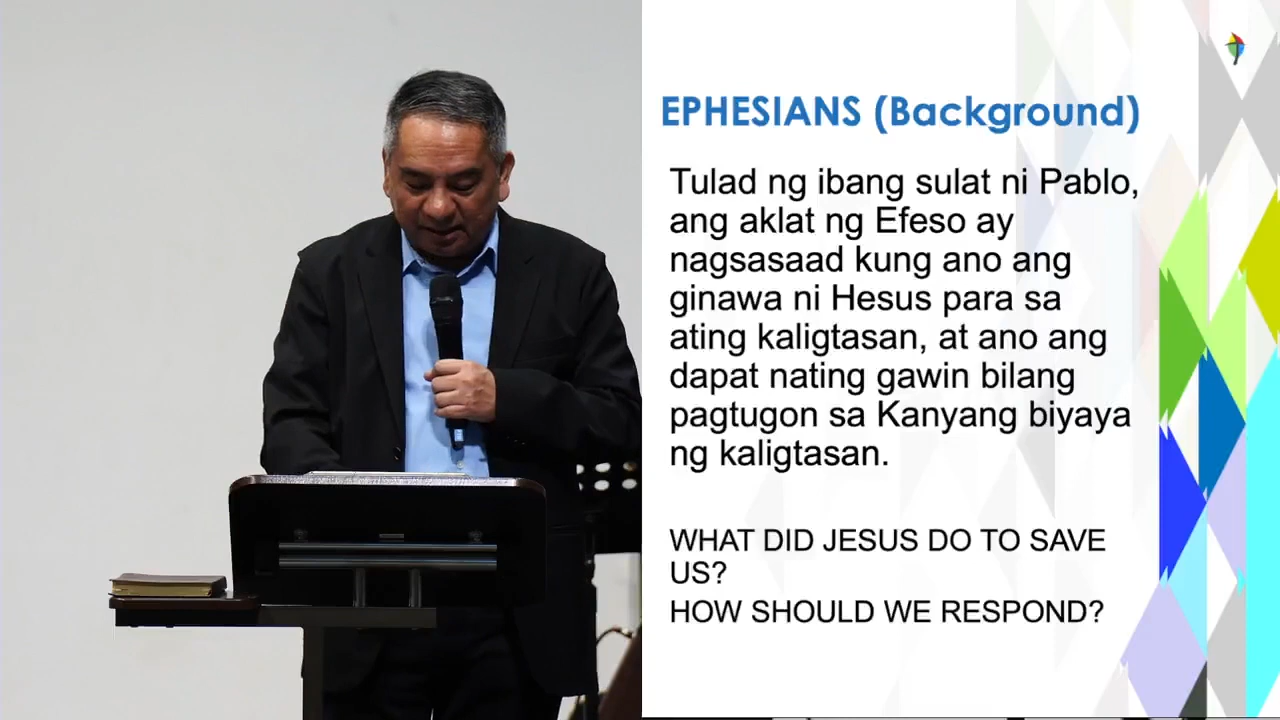 EPHESIANS (Background)
Tulad ng ibang sulat ni Pablo,
ang aklat ng Efeso ay
nagsasaad kung ano ang
ginawa ni Hesus para sa
ating kaligtasan, at ano ang
dapat nating gawin bilang
pagtugon sa Kanyang biyaya
ng kaligtasan.
WHAT DID JESUS DO TO SAVE
US?
HOW SHOULD WE RESPOND?